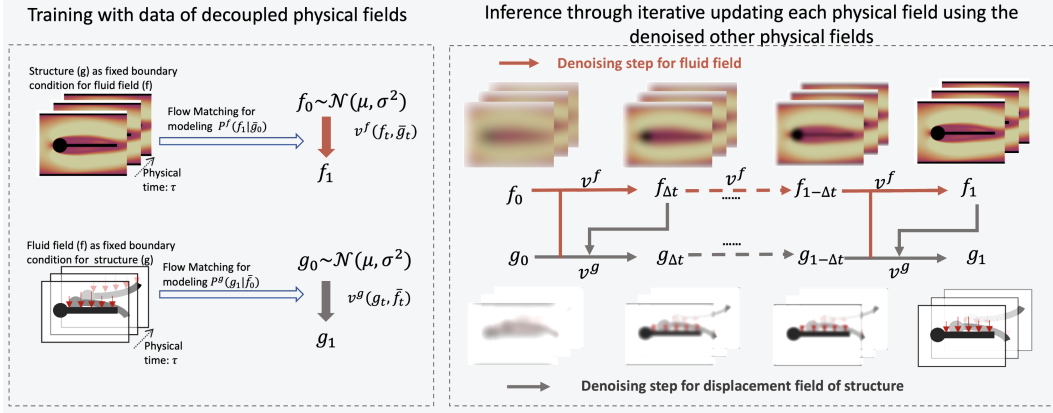 Training with data of decoupled physical fields
Structure (g) as fixed boundary
condition for fluid field (f)
Flow Matching for
modeling P^f(f_1|ḡ_0)
Physical
time: τ
f_0~𝒩(μ, σ²)
v^f(f_t, ḡ_t)
f_1
Fluid field (f) as fixed boundary
condition for structure (g)
Flow Matching for
modeling P^g(g_1|f̄_0)
Physical
time: τ
g_0~𝒩(μ, σ²)
v^g(g_t, f̄_t)
g_1
Inference through iterative updating each physical field using the
denoised other physical fields
Denoising step for fluid field
f_0 v^f f_Δt v^f f_1−Δt v^f f_1
......
......
g_0 v^g g_Δt g_1−Δt v^g g_1
Denoising step for displacement field of structure